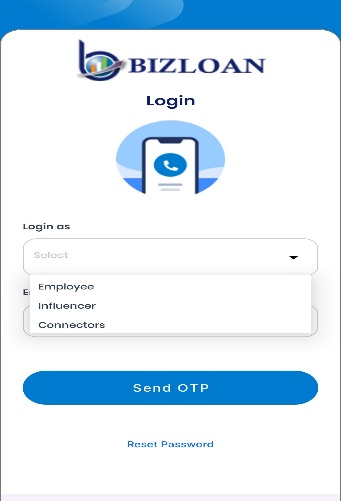 BIZLOAN
Login
Login as
Select
Employee
Influencer
Connectors
Send OTP
Reset Password